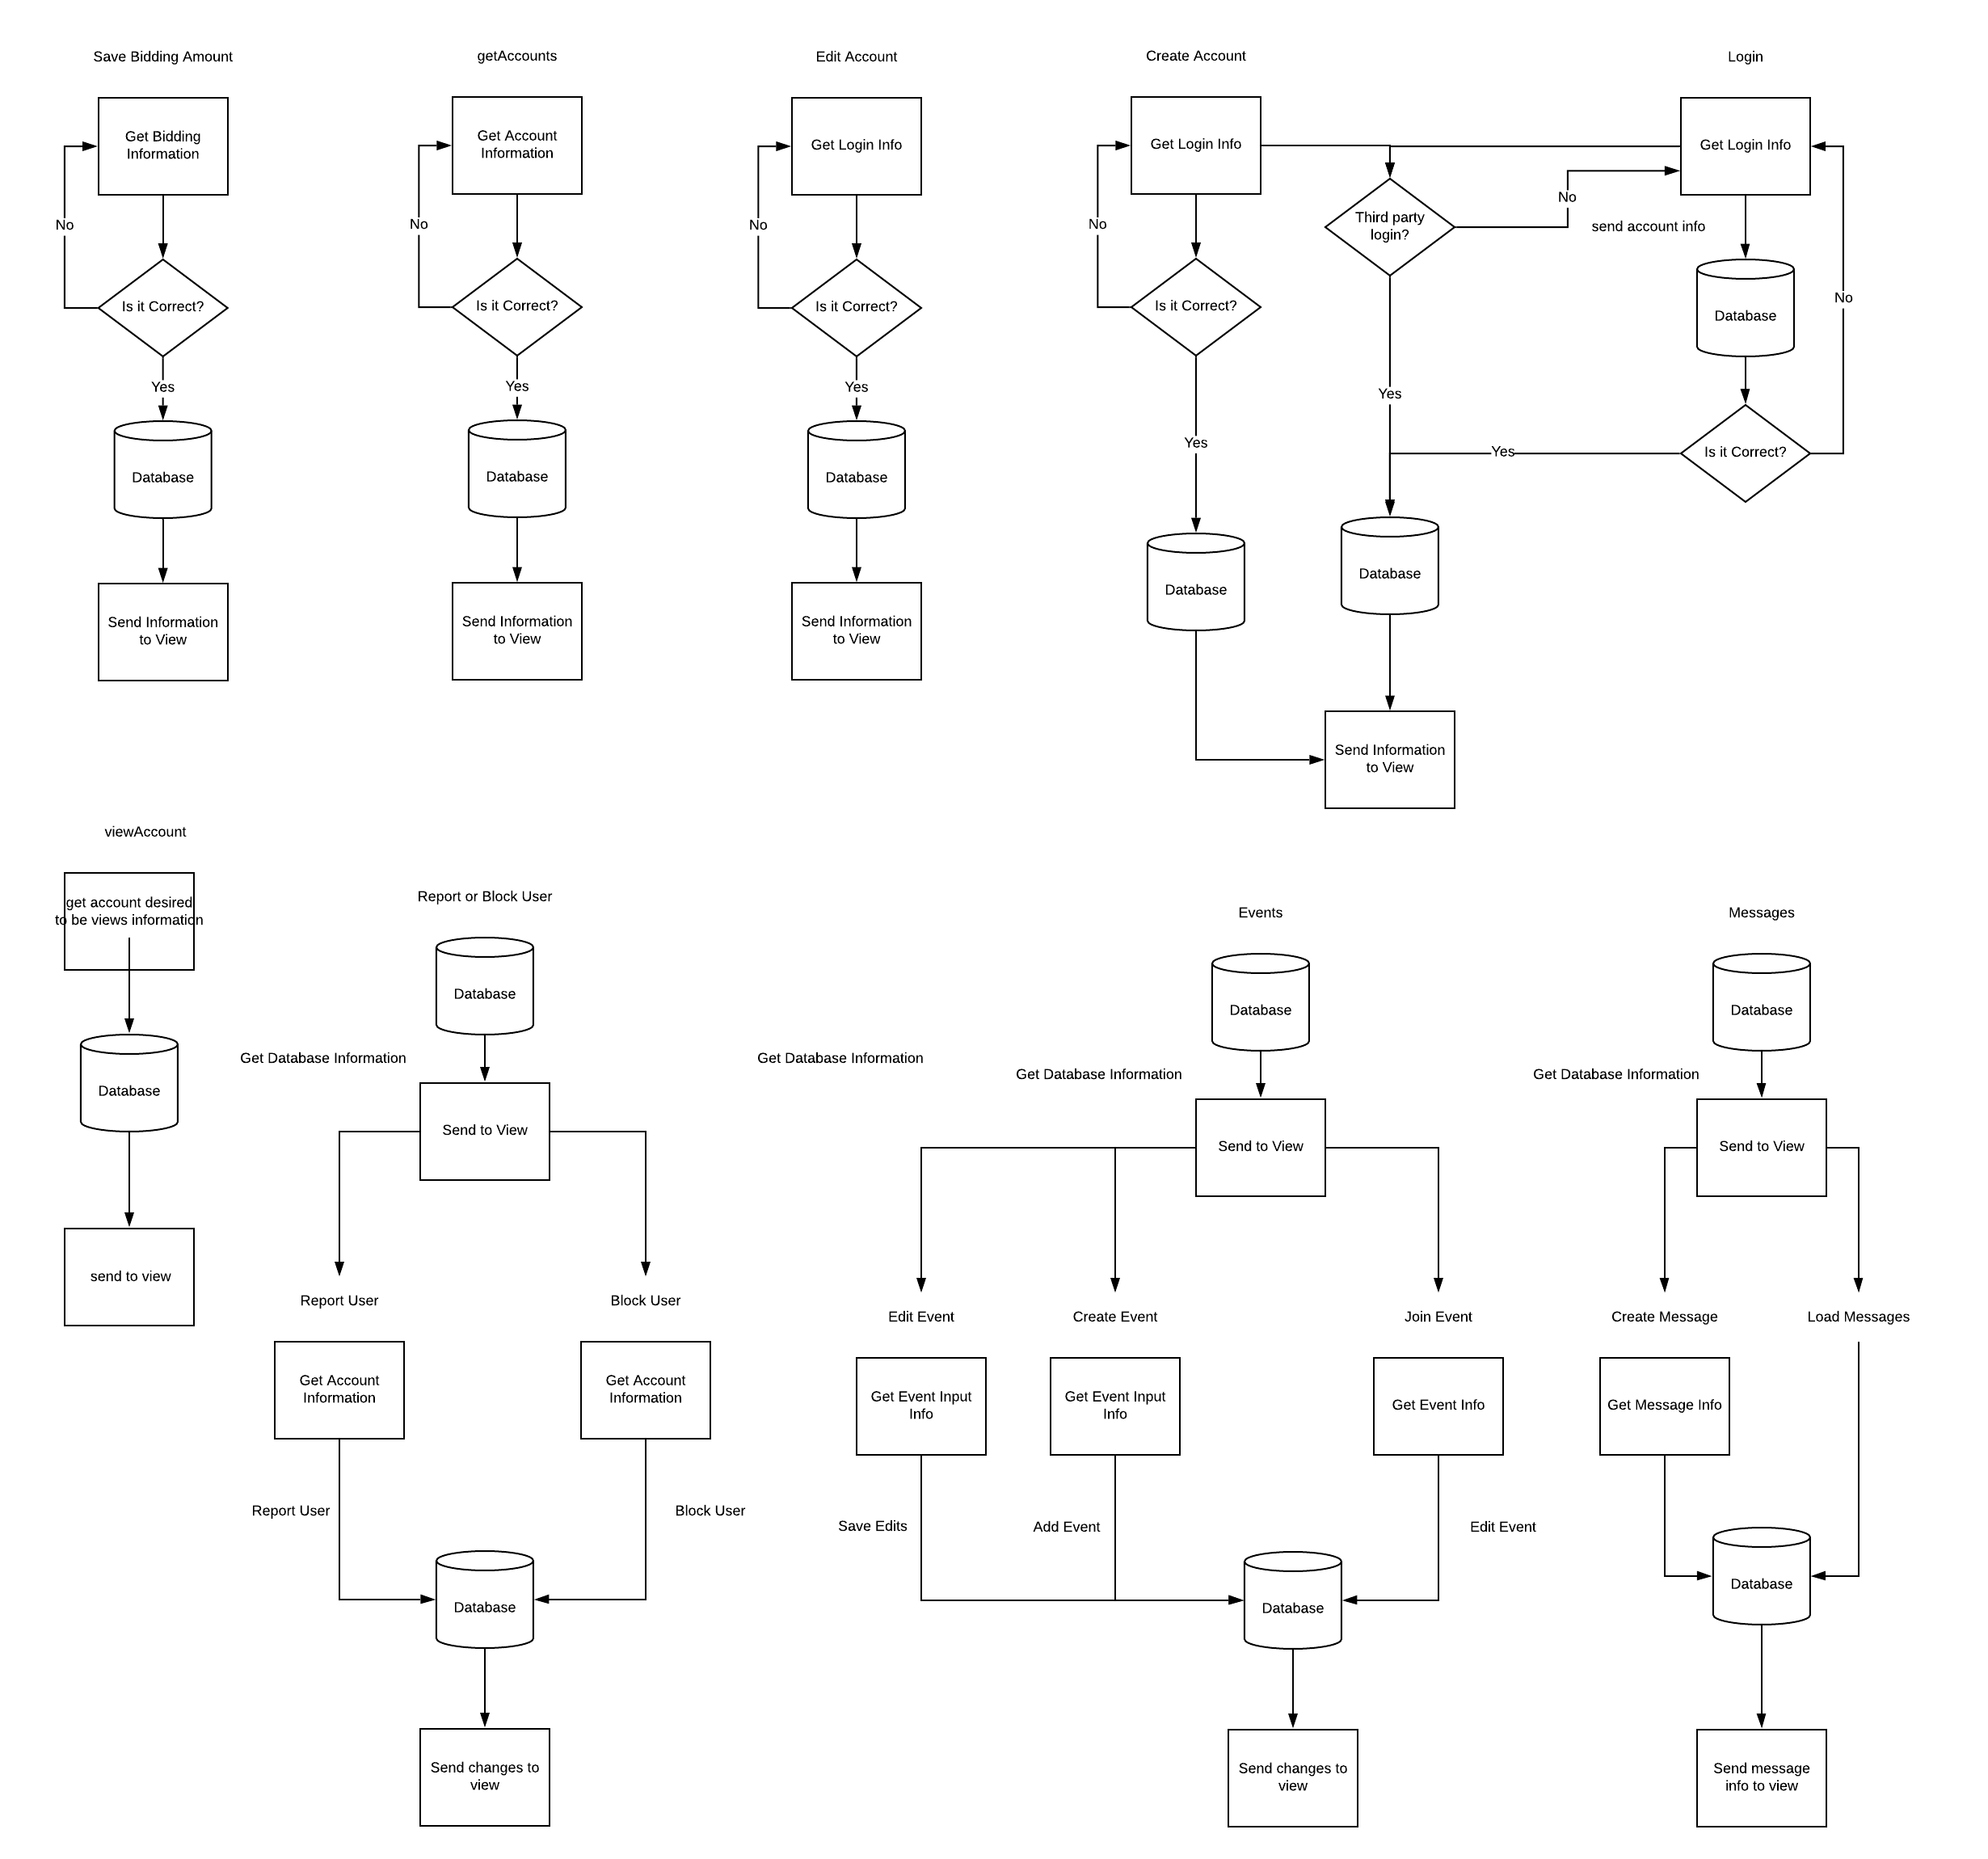 Save Bidding Amount
Get Bidding
Information
No
Is it Correct?
Yes
Database
Send Information
to View
getAccounts
Get Account
Information
No
Is it Correct?
Yes
Database
Send Information
to View
Edit Account
Get Login Info
No
Is it Correct?
Yes
Database
Send Information
to View
Create Account
Get Login Info
No
Is it Correct?
Yes
Database
Third party
login?
No
Yes
Database
Send Information
to View
Login
Get Login Info
send account info
Database
No
Is it Correct?
Yes
viewAccount
get account desired
to be views information
Database
send to view
Report or Block User
Database
Get Database Information
Send to View
Report User
Block User
Get Account
Information
Get Account
Information
Report User
Block User
Database
Send changes to
view
Get Database Information
Events
Database
Get Database Information
Send to View
Edit Event
Create Event
Join Event
Get Event Input
Info
Get Event Input
Info
Get Event Info
Save Edits
Add Event
Edit Event
Database
Send changes to
view
Messages
Database
Get Database Information
Send to View
Create Message
Load Messages
Get Message Info
Database
Send message
info to view